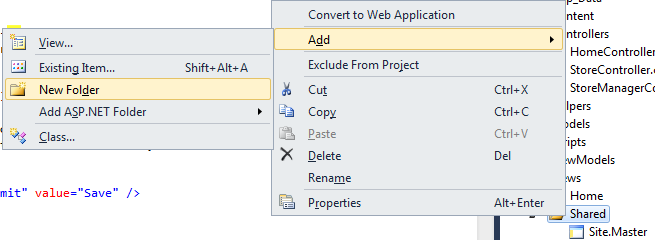 View...
Existing Item... Shift+Alt+A
New Folder
Add ASP.NET Folder
Class...
Convert to Web Application
Add
Exclude From Project
Cut Ctrl+X
Copy Ctrl+C
Paste Ctrl+V
Delete Del
Rename
Properties Alt+Enter
mit" value="Save" />
p_Data
ntent
ntrollers
HomeController
StoreController.c
StoreManagerCo
lpers
odels
ripts
ewModels
ews
Home
Shared
Site.Master